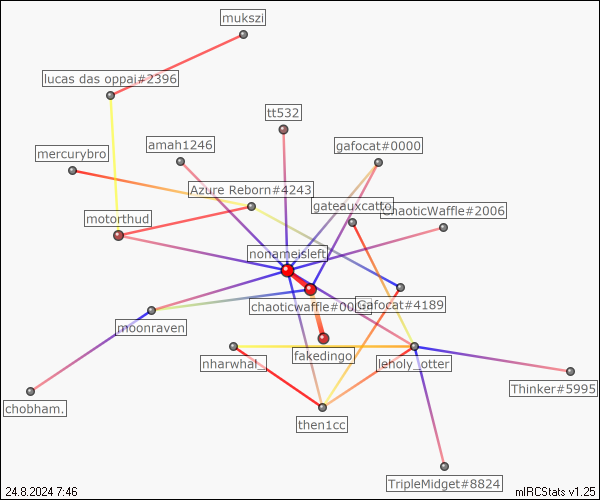 mukszi
lucas das oppai#2396
tt532
amah1246
gafocat#0000
mercurybro
Azure Reborn#4243
gateauxcatto
ChaoticWaffle#2006
motorthud
nonameisleft
chaoticwaffle#00
Gafocat#4189
moonraven
fakedingo
nharwhal_
leholy_otter
Thinker#5995
chobham.
then1cc
TripleMidget#8824
24.8.2024 7:46
mIRCStats v1.25